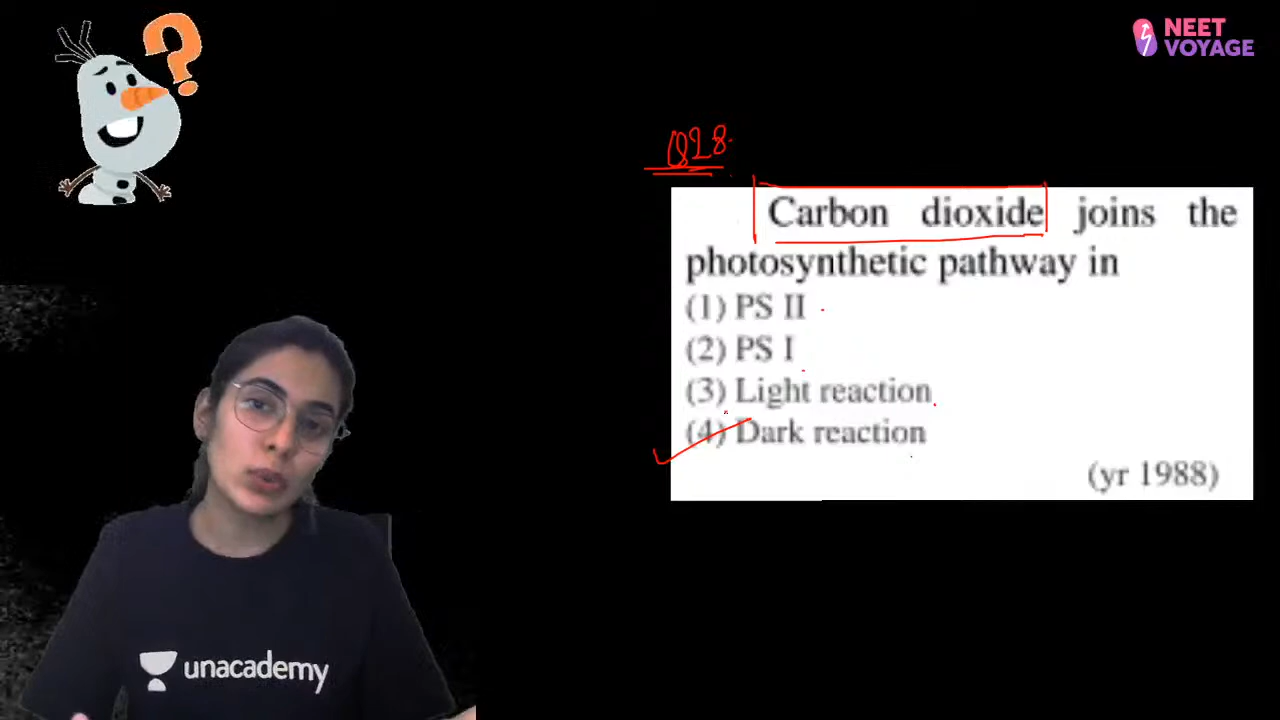 NEET
VOYAGE
Q28.
Carbon dioxide joins the
photosynthetic pathway in
(1) PS II
(2) PS I
(3) Light reaction
(4) Dark reaction
(yr 1988)
unacademy